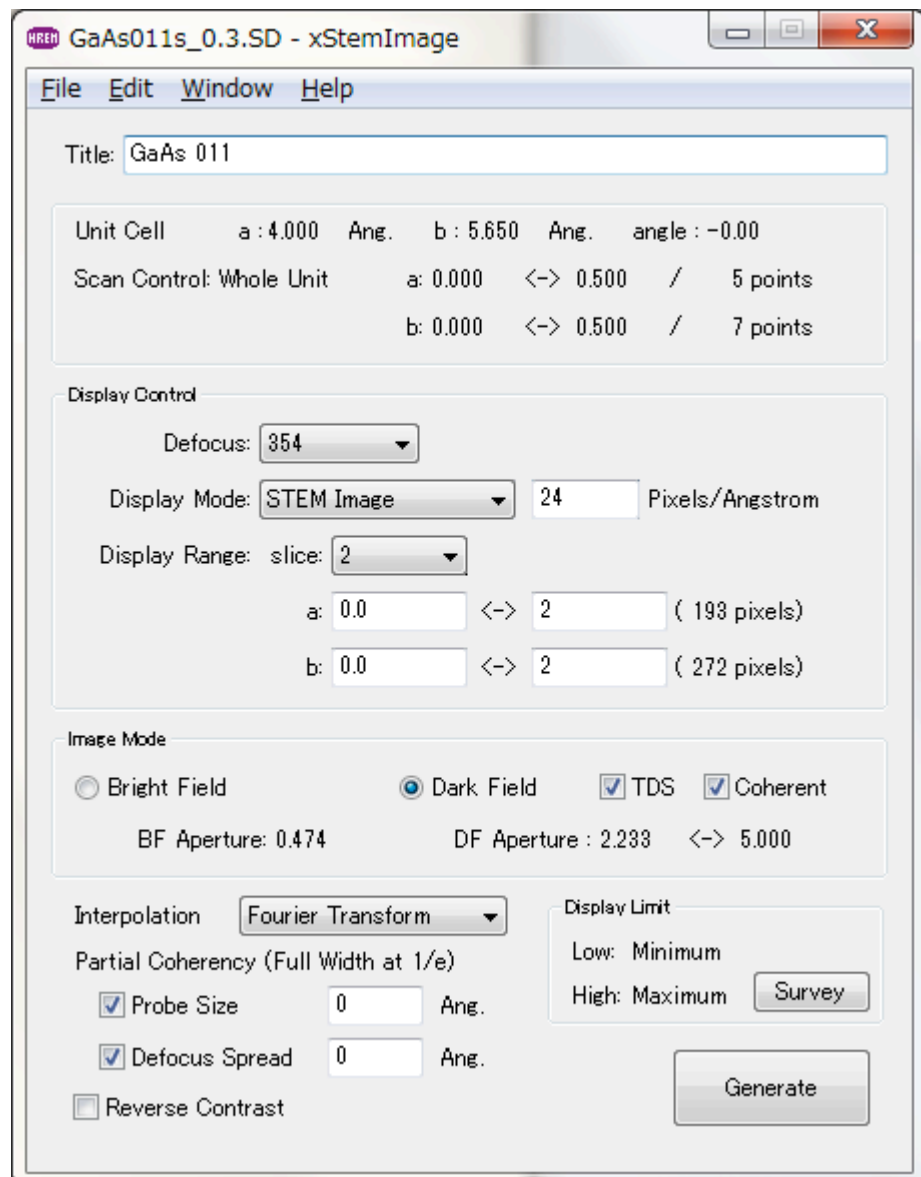 HREM GaAs011s_0.3.SD - xStemImage
File Edit Window Help
Title: GaAs 011
Unit Cell a : 4.000 Ang. b : 5.650 Ang. angle : -0.00
Scan Control: Whole Unit a: 0.000 <-> 0.500 / 5 points
b: 0.000 <-> 0.500 / 7 points
Display Control
Defocus: 354
Display Mode: STEM Image 24 Pixels/Angstrom
Display Range: slice: 2
a: 0.0 <-> 2 ( 193 pixels)
b: 0.0 <-> 2 ( 272 pixels)
Image Mode
Bright Field Dark Field TDS Coherent
BF Aperture: 0.474 DF Aperture : 2.233 <-> 5.000
Interpolation Fourier Transform
Partial Coherency (Full Width at 1/e)
Probe Size 0 Ang.
Defocus Spread 0 Ang.
Reverse Contrast
Display Limit
Low: Minimum
High: Maximum Survey
Generate